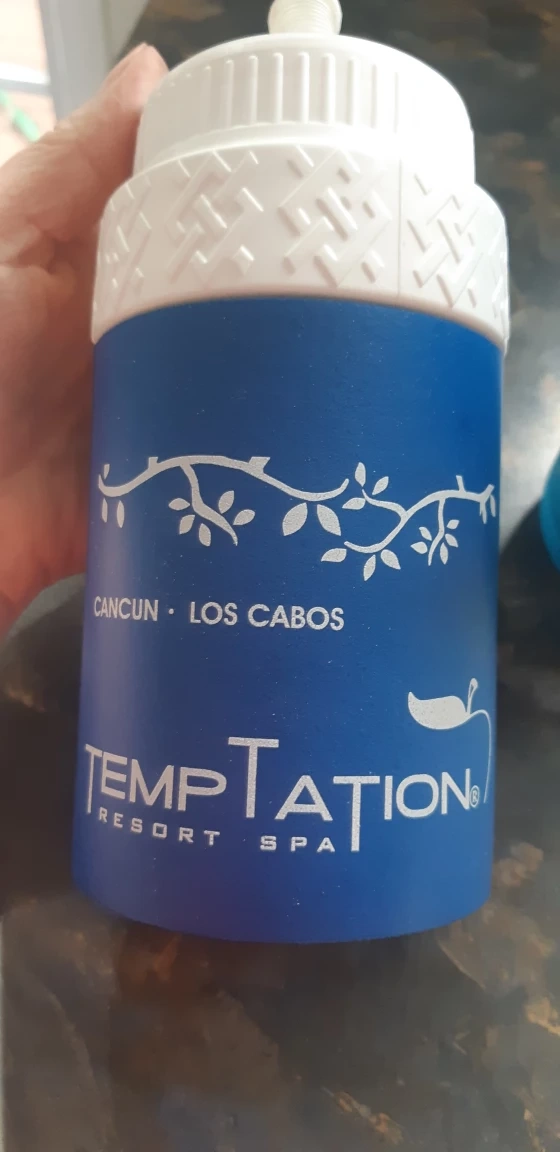 CANCUN · LOS CABOS
TEMPTATION®
RESORT SPA